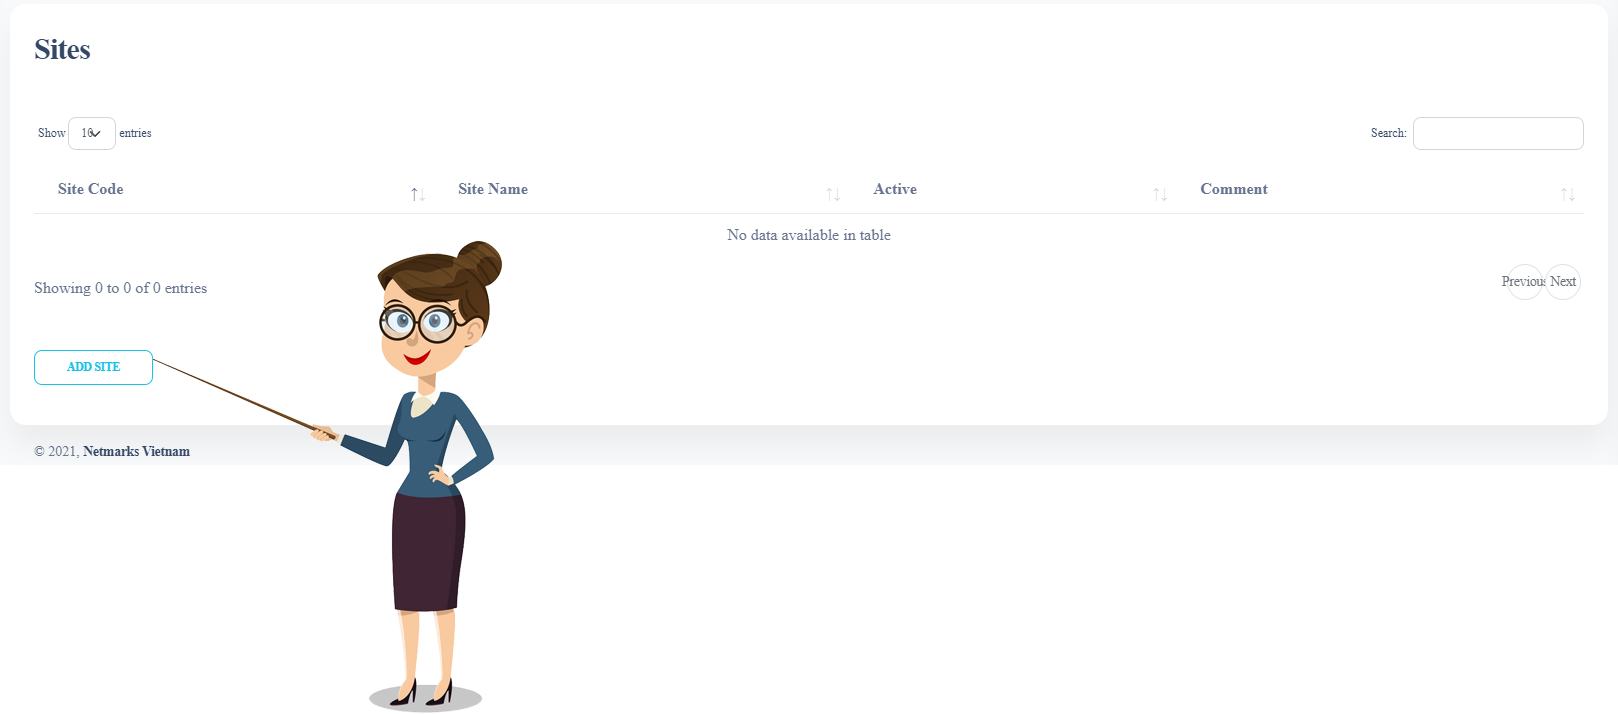 Sites
Show 10 entries
Search:
Site Code Site Name Active Comment
No data available in table
Showing 0 to 0 of 0 entries
Previous Next
ADD SITE
© 2021, Netmarks Vietnam